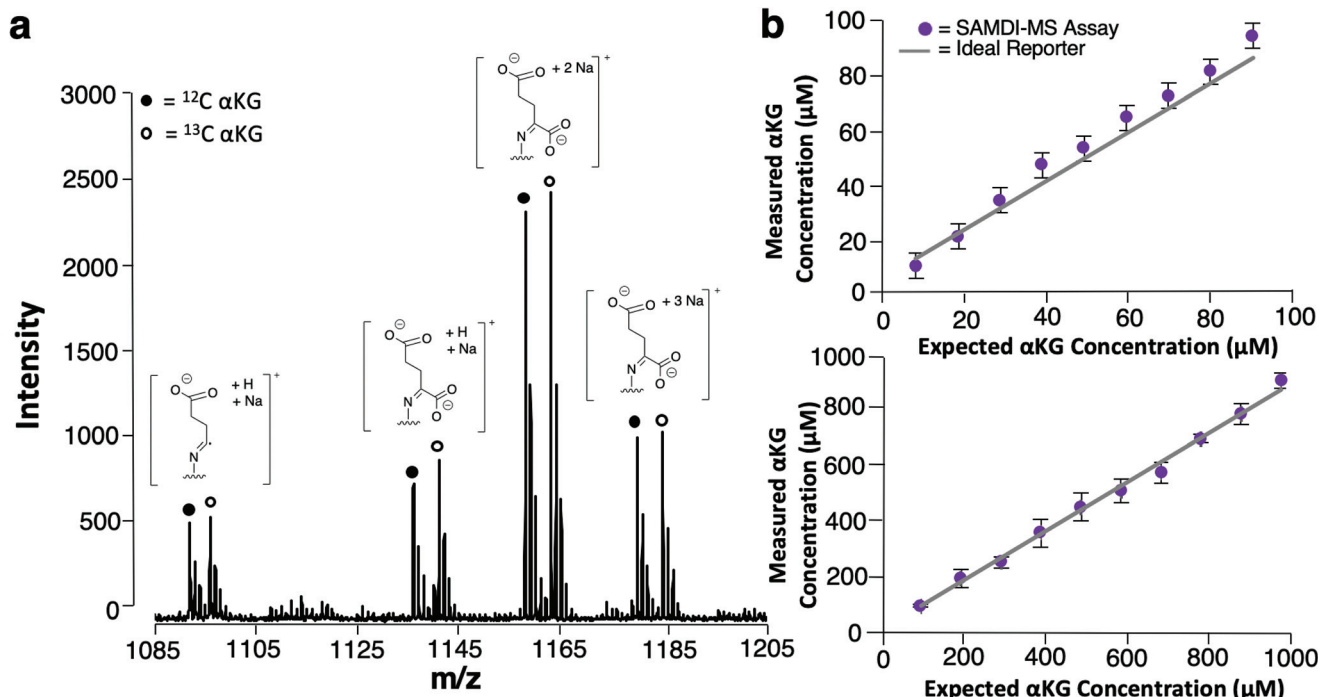 a
3000
2500
2000
1500
1000
500
0
Intensity
● = ¹²C αKG
○ = ¹³C αKG
O⊖ O N + H + Na +
O⊖ O N O O⊖ + H + Na +
O⊖ O N O O⊖ + 2 Na +
O⊖ O N O O⊖ + 3 Na +
1085 1105 1125 1145 1165 1185 1205
m/z
b
● = SAMDI-MS Assay
= Ideal Reporter
Measured αKG
Concentration (μM)
100
80
60
40
20
0
0 20 40 60 80 100
Expected αKG Concentration (μM)
Measured αKG
Concentration (μM)
1000
800
600
400
200
0
0 200 400 600 800 1000
Expected αKG Concentration (μM)